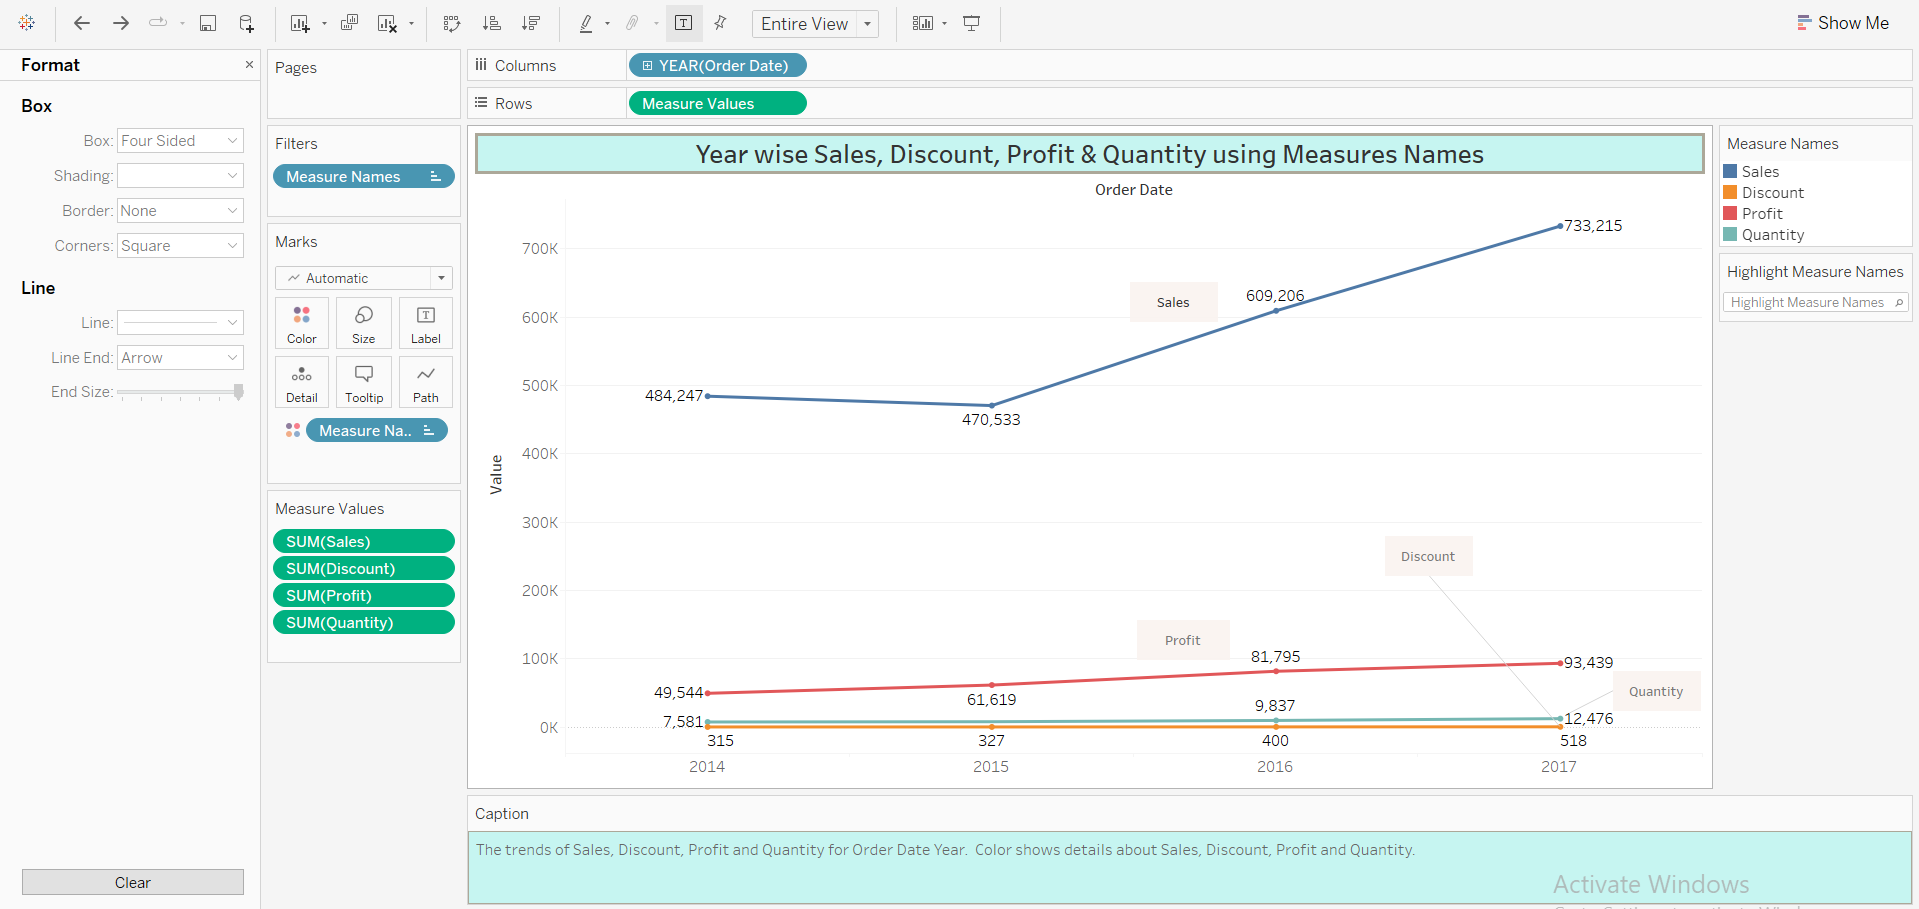 Entire View
Show Me
Format
Box
Box: Four Sided
Shading:
Border: None
Corners: Square
Line
Line:
Line End: Arrow
End Size:
Clear
Pages
Filters
Measure Names
Marks
Automatic
Color Size Label
Detail Tooltip Path
Measure Na..
Measure Values
SUM(Sales)
SUM(Discount)
SUM(Profit)
SUM(Quantity)
Columns YEAR(Order Date)
Rows Measure Values
Year wise Sales, Discount, Profit & Quantity using Measures Names
Order Date
Value
700K
600K
500K
400K
300K
200K
100K
0K
484,247
470,533
609,206
733,215
Sales
Discount
Profit
Quantity
49,544
61,619
81,795
93,439
7,581
9,837
12,476
315
327
400
518
2014 2015 2016 2017
Measure Names
Sales
Discount
Profit
Quantity
Highlight Measure Names
Highlight Measure Names
Caption
The trends of Sales, Discount, Profit and Quantity for Order Date Year. Color shows details about Sales, Discount, Profit and Quantity.
Activate Windows